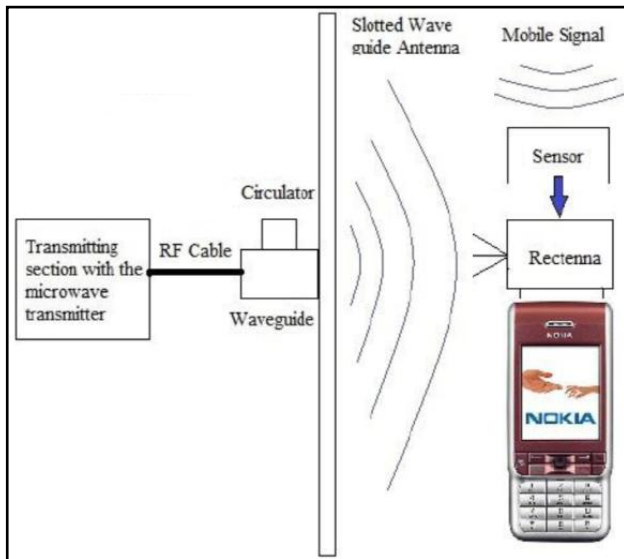 Slotted Wave
guide Antenna
Mobile Signal
Sensor
Circulator
RF Cable
Transmitting
section with the
microwave
transmitter
Waveguide
Rectenna
NOKIA
NOKIA